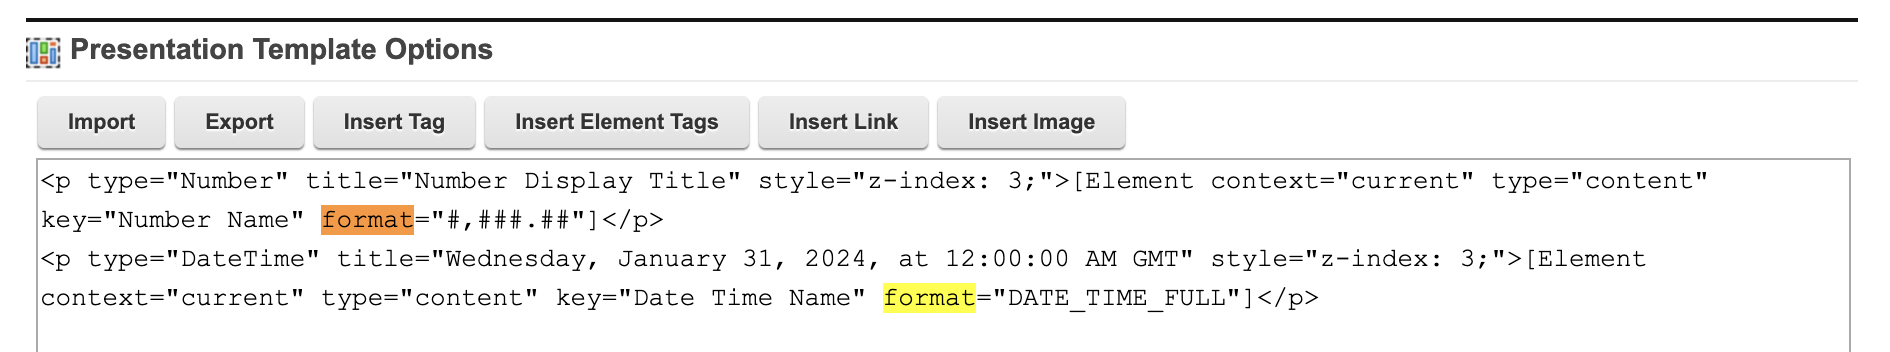 Presentation Template Options
Import Export Insert Tag Insert Element Tags Insert Link Insert Image
<p type="Number" title="Number Display Title" style="z-index: 3;">[Element context="current" type="content"
key="Number Name" format="#,###.##"]</p>
<p type="DateTime" title="Wednesday, January 31, 2024, at 12:00:00 AM GMT" style="z-index: 3;">[Element
context="current" type="content" key="Date Time Name" format="DATE_TIME_FULL"]</p>